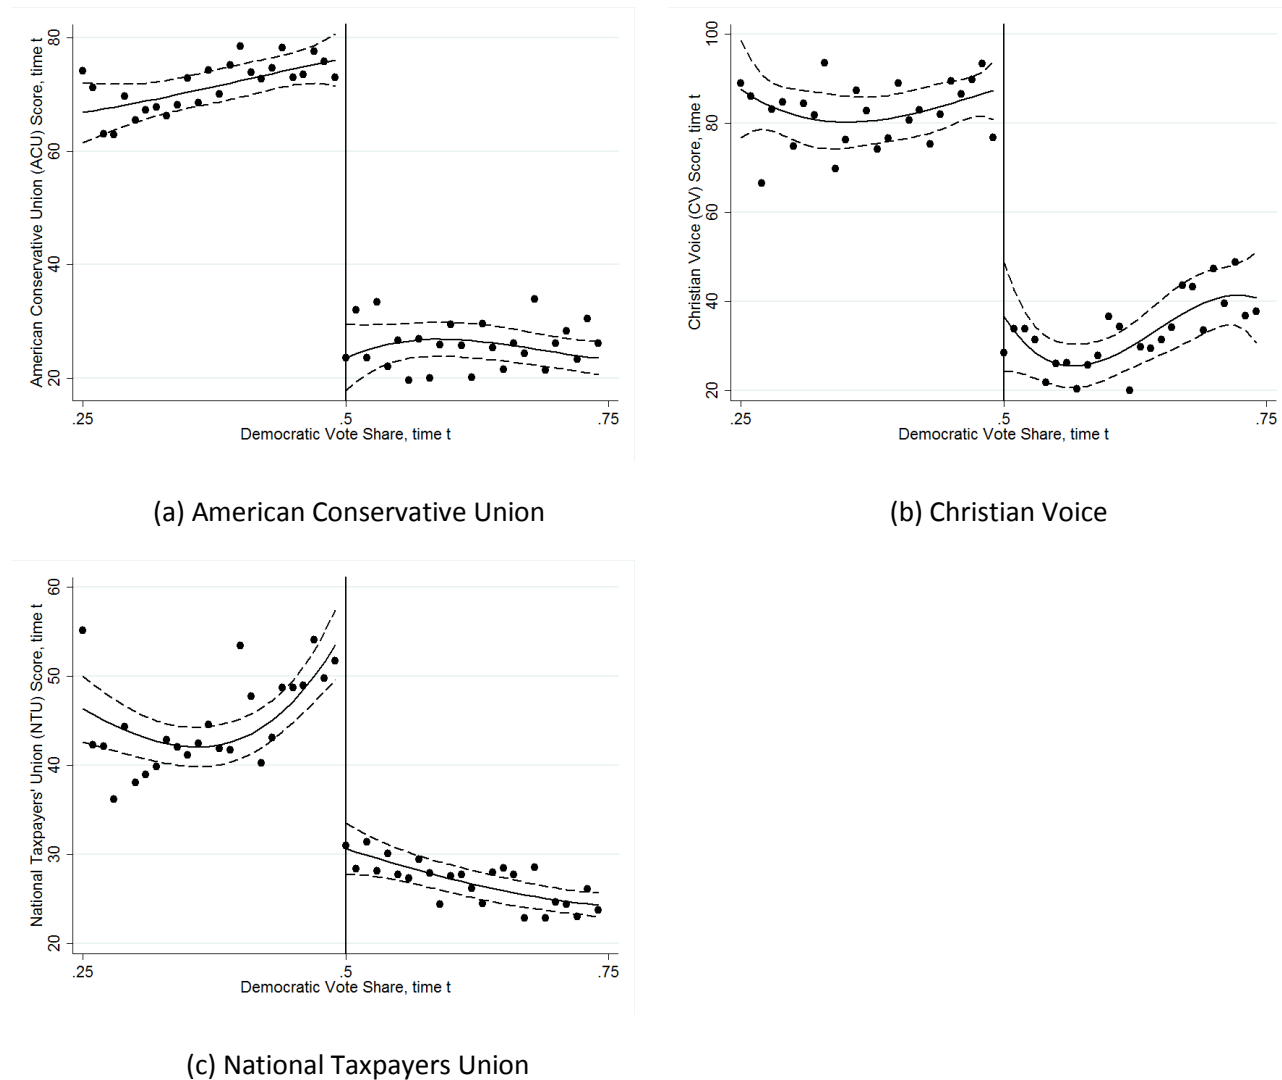 American Conservative Union (ACU) Score, time t
80
60
40
20
.25
.5
.75
Democratic Vote Share, time t
(a) American Conservative Union
Christian Voice (CV) Score, time t
100
80
60
40
20
.25
.5
.75
Democratic Vote Share, time t
(b) Christian Voice
National Taxpayers' Union (NTU) Score, time t
60
50
40
30
20
.25
.5
.75
Democratic Vote Share, time t
(c) National Taxpayers Union